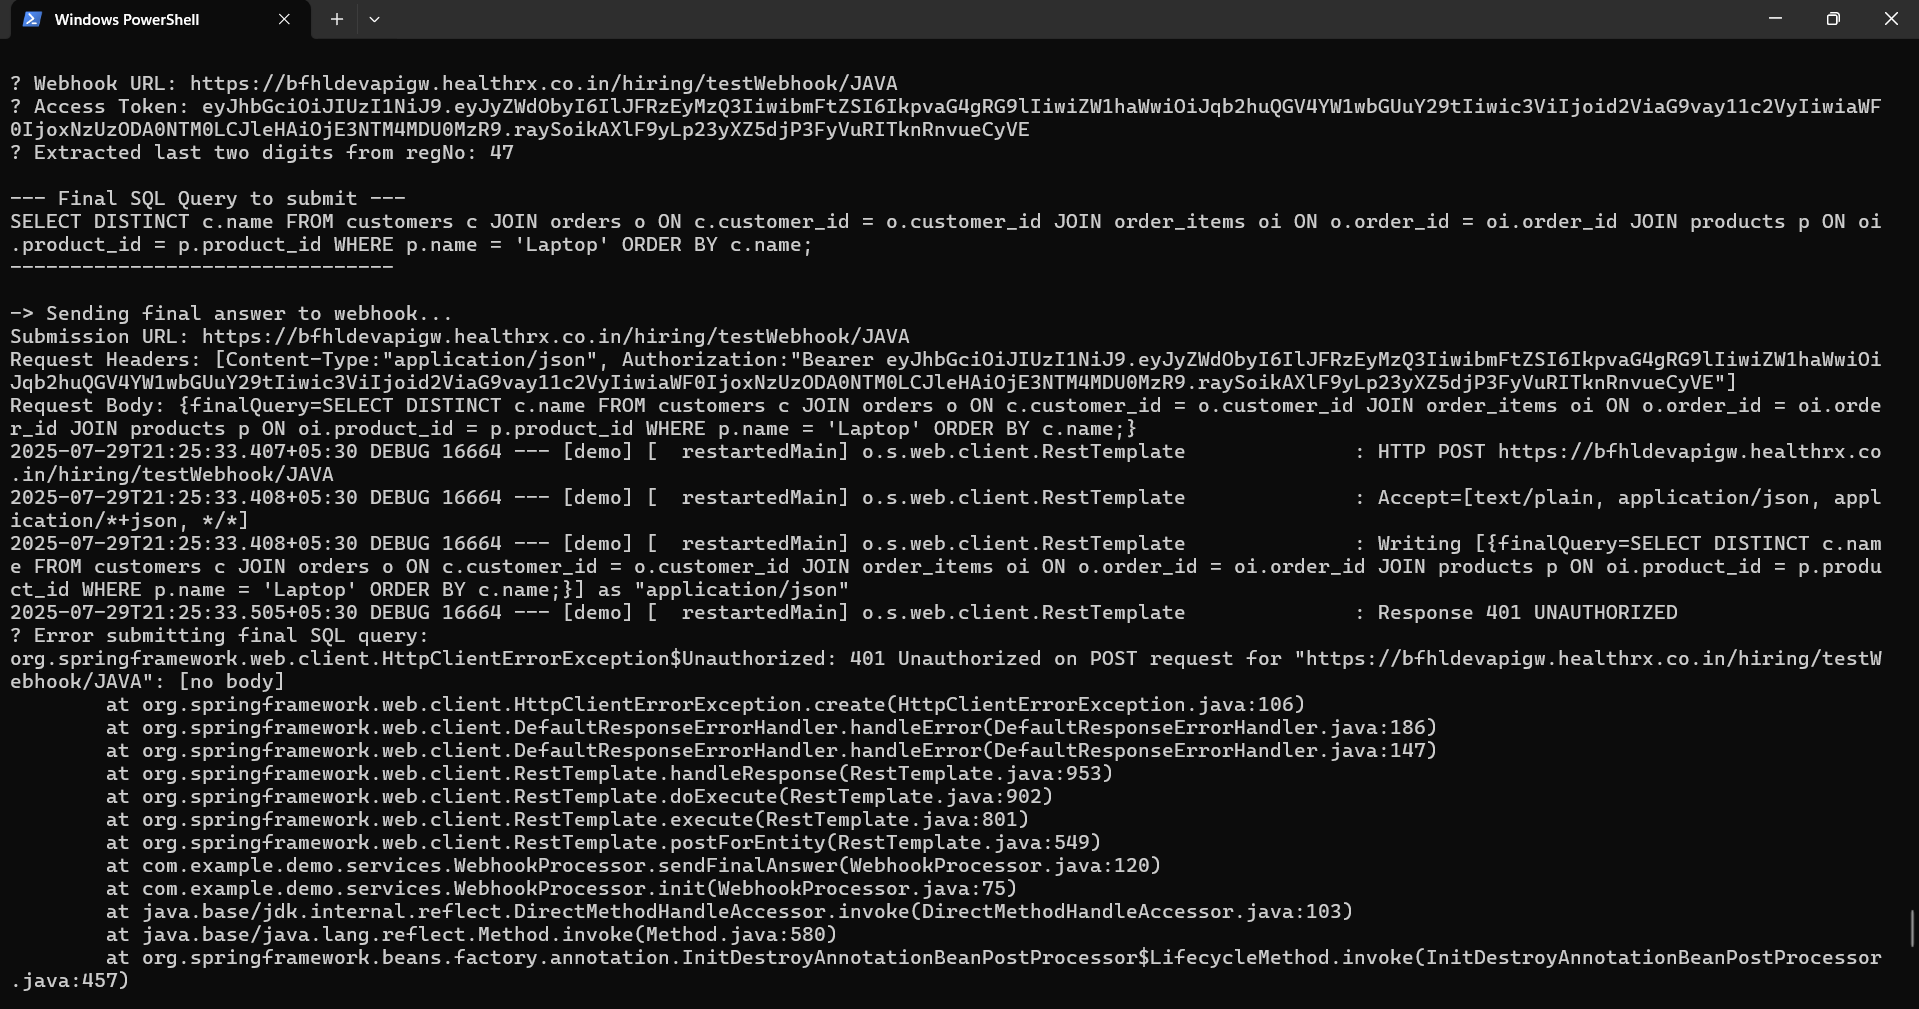 Windows PowerShell
? Webhook URL: https://bfhldevapigw.healthrx.co.in/hiring/testWebhook/JAVA
? Access Token: eyJhbGciOiJIUzI1NiJ9.eyJyZWdObyI6IlJFRzEyMzQ3IiwibmFtZSI6IkpvaG4gRG9lIiwiZW1haWwiOiJqb2huQGV4YW1wbGUuY29tIiwic3ViIjoid2ViaG9vay11c2VyIiwiaWF
0IjoxNzUzODA0NTM0LCJleHAiOjE3NTM4MDU0MzR9.raySoikAXlF9yLp23yXZ5djP3FyVuRITknRnvueCyVE
? Extracted last two digits from regNo: 47
--- Final SQL Query to submit ---
SELECT DISTINCT c.name FROM customers c JOIN orders o ON c.customer_id = o.customer_id JOIN order_items oi ON o.order_id = oi.order_id JOIN products p ON oi
.product_id = p.product_id WHERE p.name = 'Laptop' ORDER BY c.name;
--------------------------------
-> Sending final answer to webhook...
Submission URL: https://bfhldevapigw.healthrx.co.in/hiring/testWebhook/JAVA
Request Headers: [Content-Type:"application/json", Authorization:"Bearer eyJhbGciOiJIUzI1NiJ9.eyJyZWdObyI6IlJFRzEyMzQ3IiwibmFtZSI6IkpvaG4gRG9lIiwiZW1haWwiOi
Jqb2huQGV4YW1wbGUuY29tIiwic3ViIjoid2ViaG9vay11c2VyIiwiaWF0IjoxNzUzODA0NTM0LCJleHAiOjE3NTM4MDU0MzR9.raySoikAXlF9yLp23yXZ5djP3FyVuRITknRnvueCyVE"]
Request Body: {finalQuery=SELECT DISTINCT c.name FROM customers c JOIN orders o ON c.customer_id = o.customer_id JOIN order_items oi ON o.order_id = oi.orde
r_id JOIN products p ON oi.product_id = p.product_id WHERE p.name = 'Laptop' ORDER BY c.name;}
2025-07-29T21:25:33.407+05:30 DEBUG 16664 --- [demo] [  restartedMain] o.s.web.client.RestTemplate              : HTTP POST https://bfhldevapigw.healthrx.co
.in/hiring/testWebhook/JAVA
2025-07-29T21:25:33.408+05:30 DEBUG 16664 --- [demo] [  restartedMain] o.s.web.client.RestTemplate              : Accept=[text/plain, application/json, appl
ication/*+json, */*]
2025-07-29T21:25:33.408+05:30 DEBUG 16664 --- [demo] [  restartedMain] o.s.web.client.RestTemplate              : Writing [{finalQuery=SELECT DISTINCT c.nam
e FROM customers c JOIN orders o ON c.customer_id = o.customer_id JOIN order_items oi ON o.order_id = oi.order_id JOIN products p ON oi.product_id = p.produ
ct_id WHERE p.name = 'Laptop' ORDER BY c.name;}] as "application/json"
2025-07-29T21:25:33.505+05:30 DEBUG 16664 --- [demo] [  restartedMain] o.s.web.client.RestTemplate              : Response 401 UNAUTHORIZED
? Error submitting final SQL query:
org.springframework.web.client.HttpClientErrorException$Unauthorized: 401 Unauthorized on POST request for "https://bfhldevapigw.healthrx.co.in/hiring/testW
ebhook/JAVA": [no body]
        at org.springframework.web.client.HttpClientErrorException.create(HttpClientErrorException.java:106)
        at org.springframework.web.client.DefaultResponseErrorHandler.handleError(DefaultResponseErrorHandler.java:186)
        at org.springframework.web.client.DefaultResponseErrorHandler.handleError(DefaultResponseErrorHandler.java:147)
        at org.springframework.web.client.RestTemplate.handleResponse(RestTemplate.java:953)
        at org.springframework.web.client.RestTemplate.doExecute(RestTemplate.java:902)
        at org.springframework.web.client.RestTemplate.execute(RestTemplate.java:801)
        at org.springframework.web.client.RestTemplate.postForEntity(RestTemplate.java:549)
        at com.example.demo.services.WebhookProcessor.sendFinalAnswer(WebhookProcessor.java:120)
        at com.example.demo.services.WebhookProcessor.init(WebhookProcessor.java:75)
        at java.base/jdk.internal.reflect.DirectMethodHandleAccessor.invoke(DirectMethodHandleAccessor.java:103)
        at java.base/java.lang.reflect.Method.invoke(Method.java:580)
        at org.springframework.beans.factory.annotation.InitDestroyAnnotationBeanPostProcessor$LifecycleMethod.invoke(InitDestroyAnnotationBeanPostProcessor
.java:457)